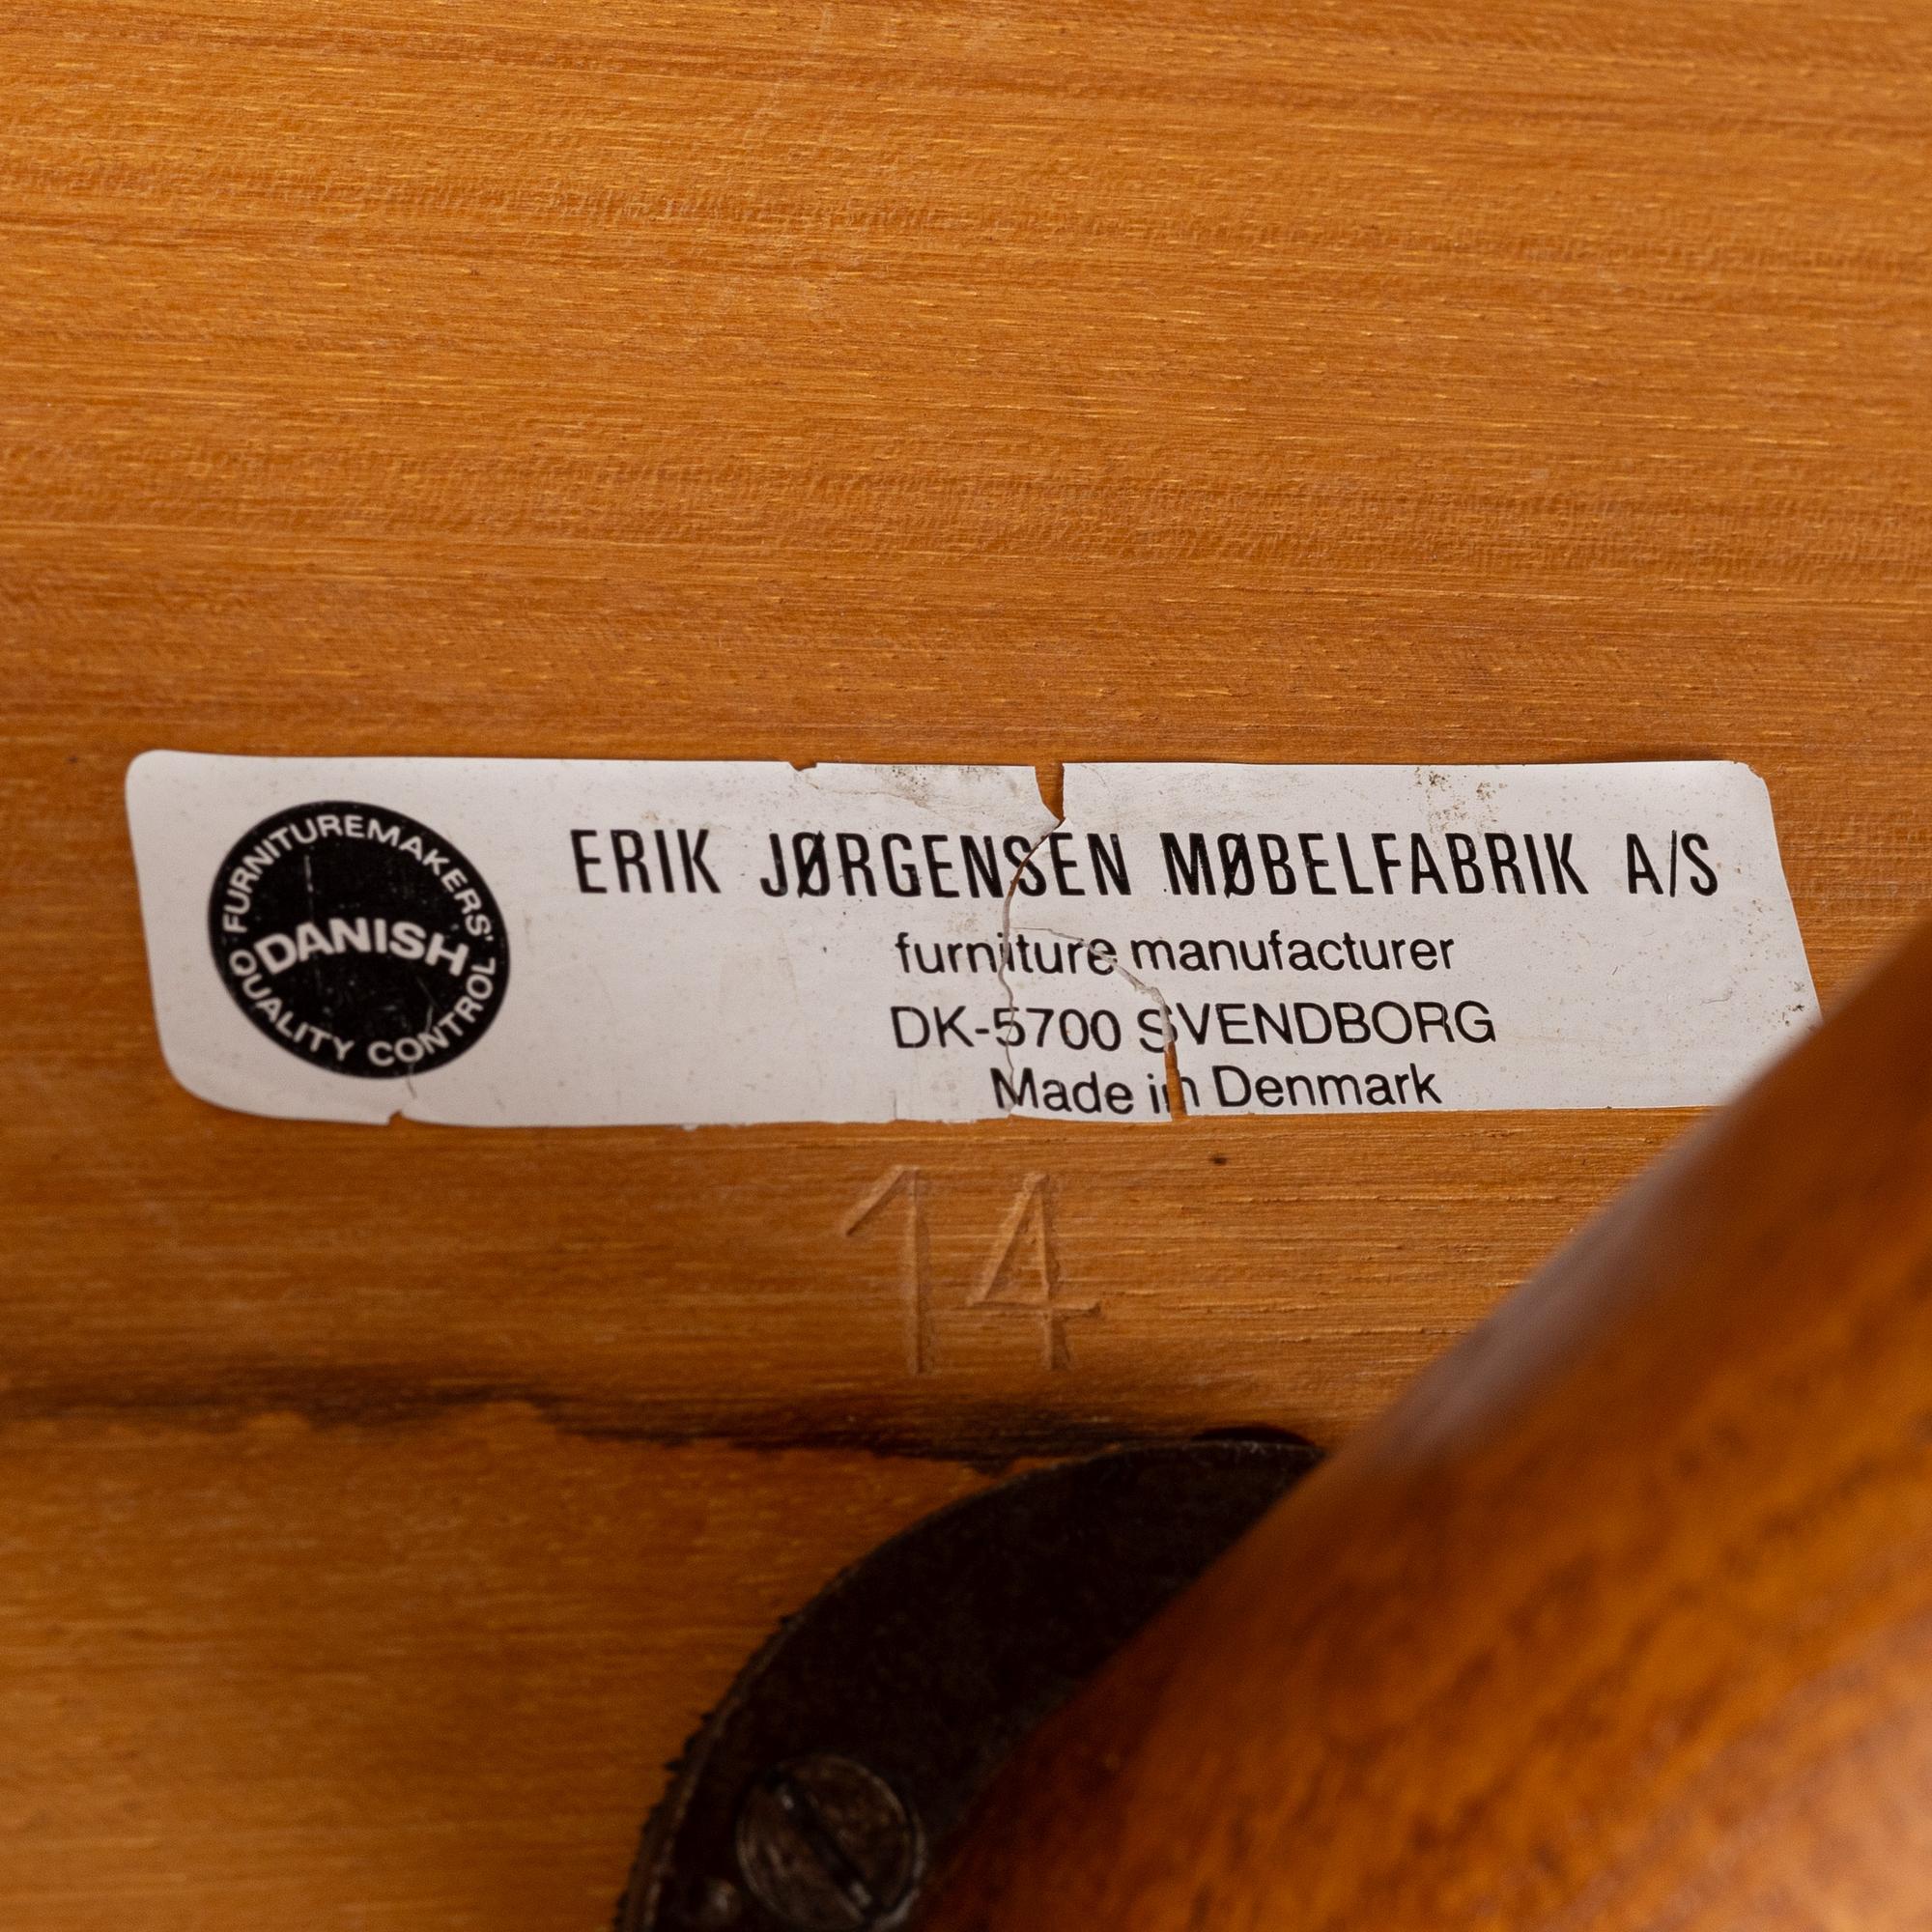 FURNITUREMAKERS'
DANISH
QUALITY CONTROL
ERIK JØRGENSEN MØBELFABRIK A/S
furniture manufacturer
DK-5700 SVENDBORG
Made in Denmark
14